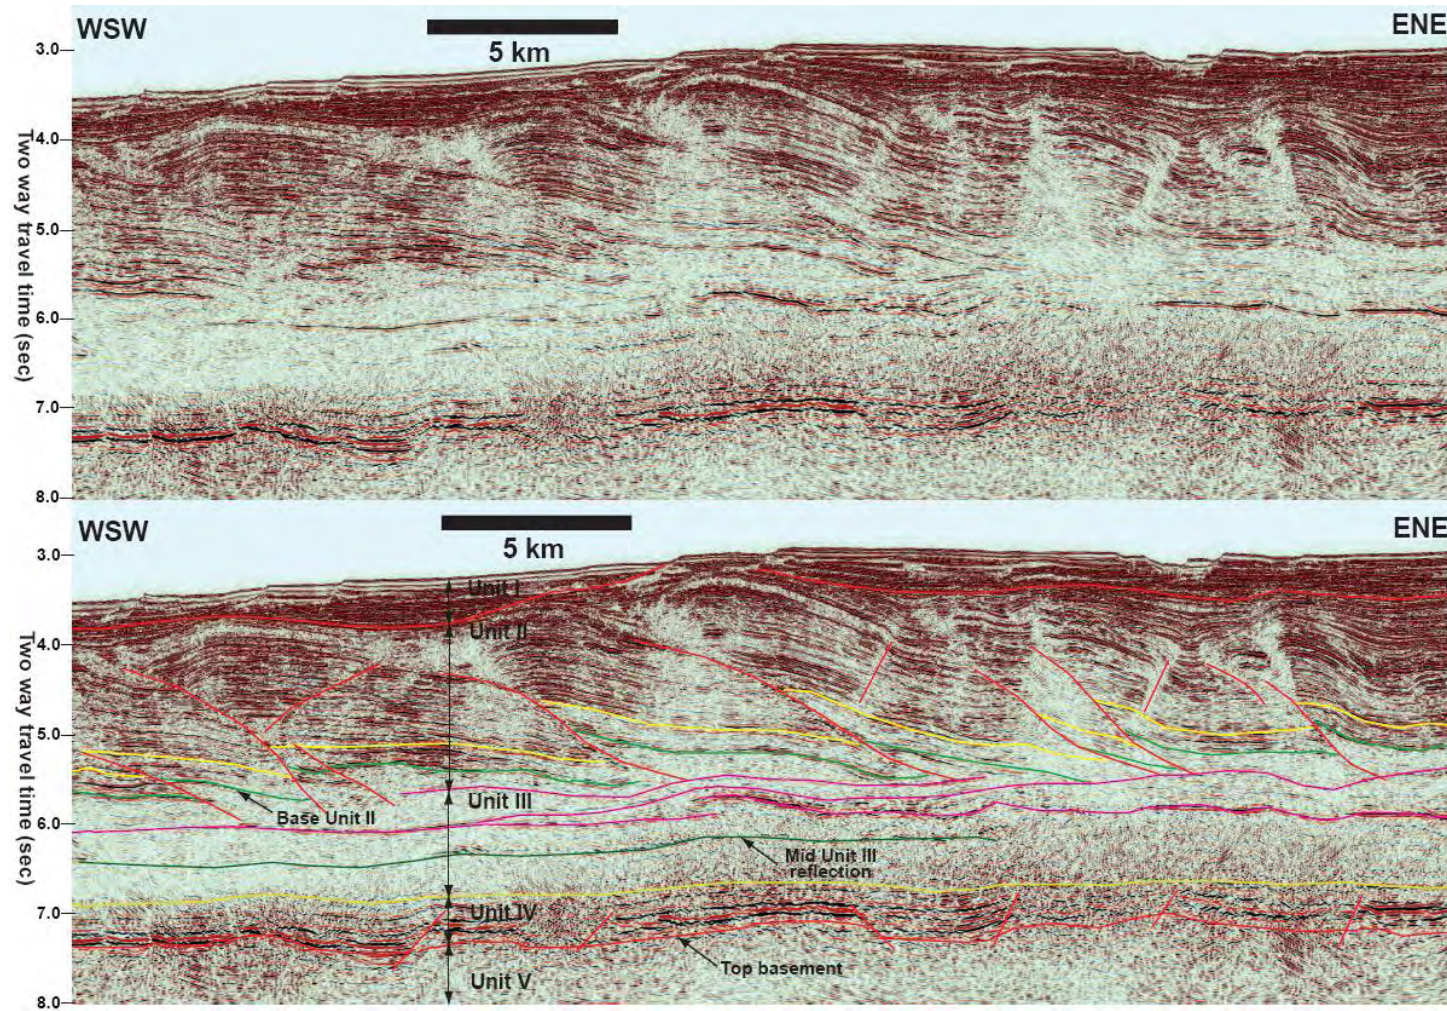 WSW
5 km
ENE
3.0
4.0
5.0
6.0
7.0
8.0
Two way travel time (sec)
WSW
5 km
ENE
3.0
4.0
5.0
6.0
7.0
8.0
Two way travel time (sec)
Unit I
Unit II
Base Unit II
Unit III
Mid Unit III
reflection
Unit IV
Top basement
Unit V